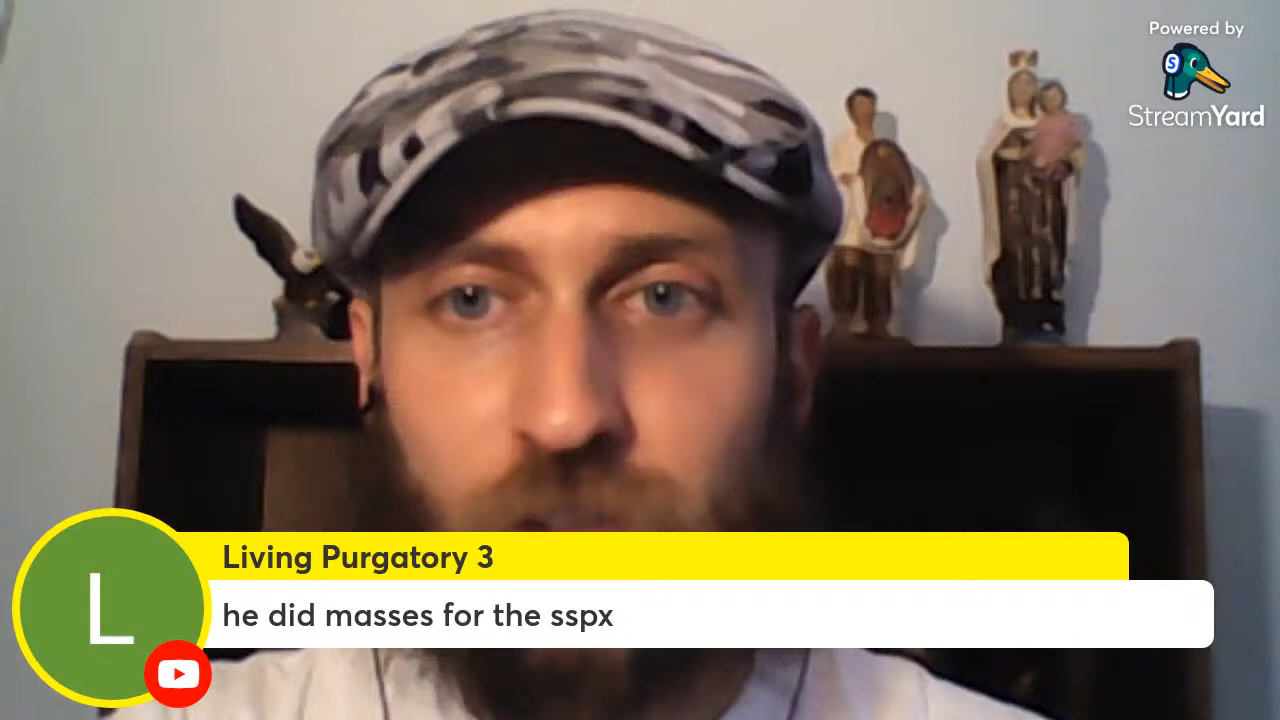 Powered by
StreamYard
Living Purgatory 3
L
he did masses for the sspx